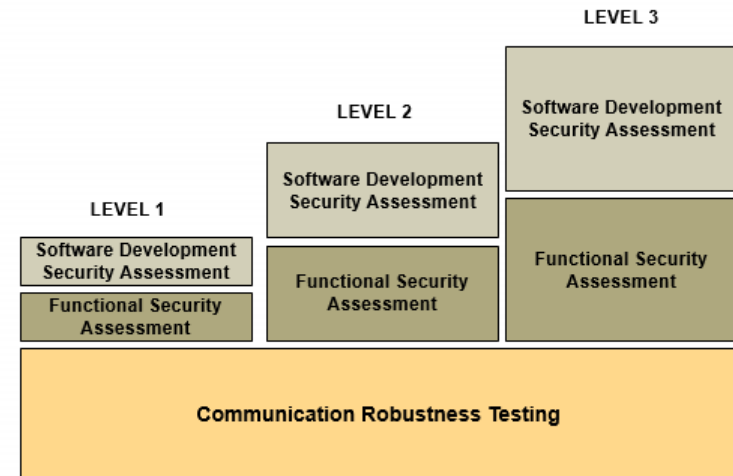 LEVEL 1
Software Development
Security Assessment
Functional Security
Assessment
LEVEL 2
Software Development
Security Assessment
Functional Security
Assessment
LEVEL 3
Software Development
Security Assessment
Functional Security
Assessment
Communication Robustness Testing